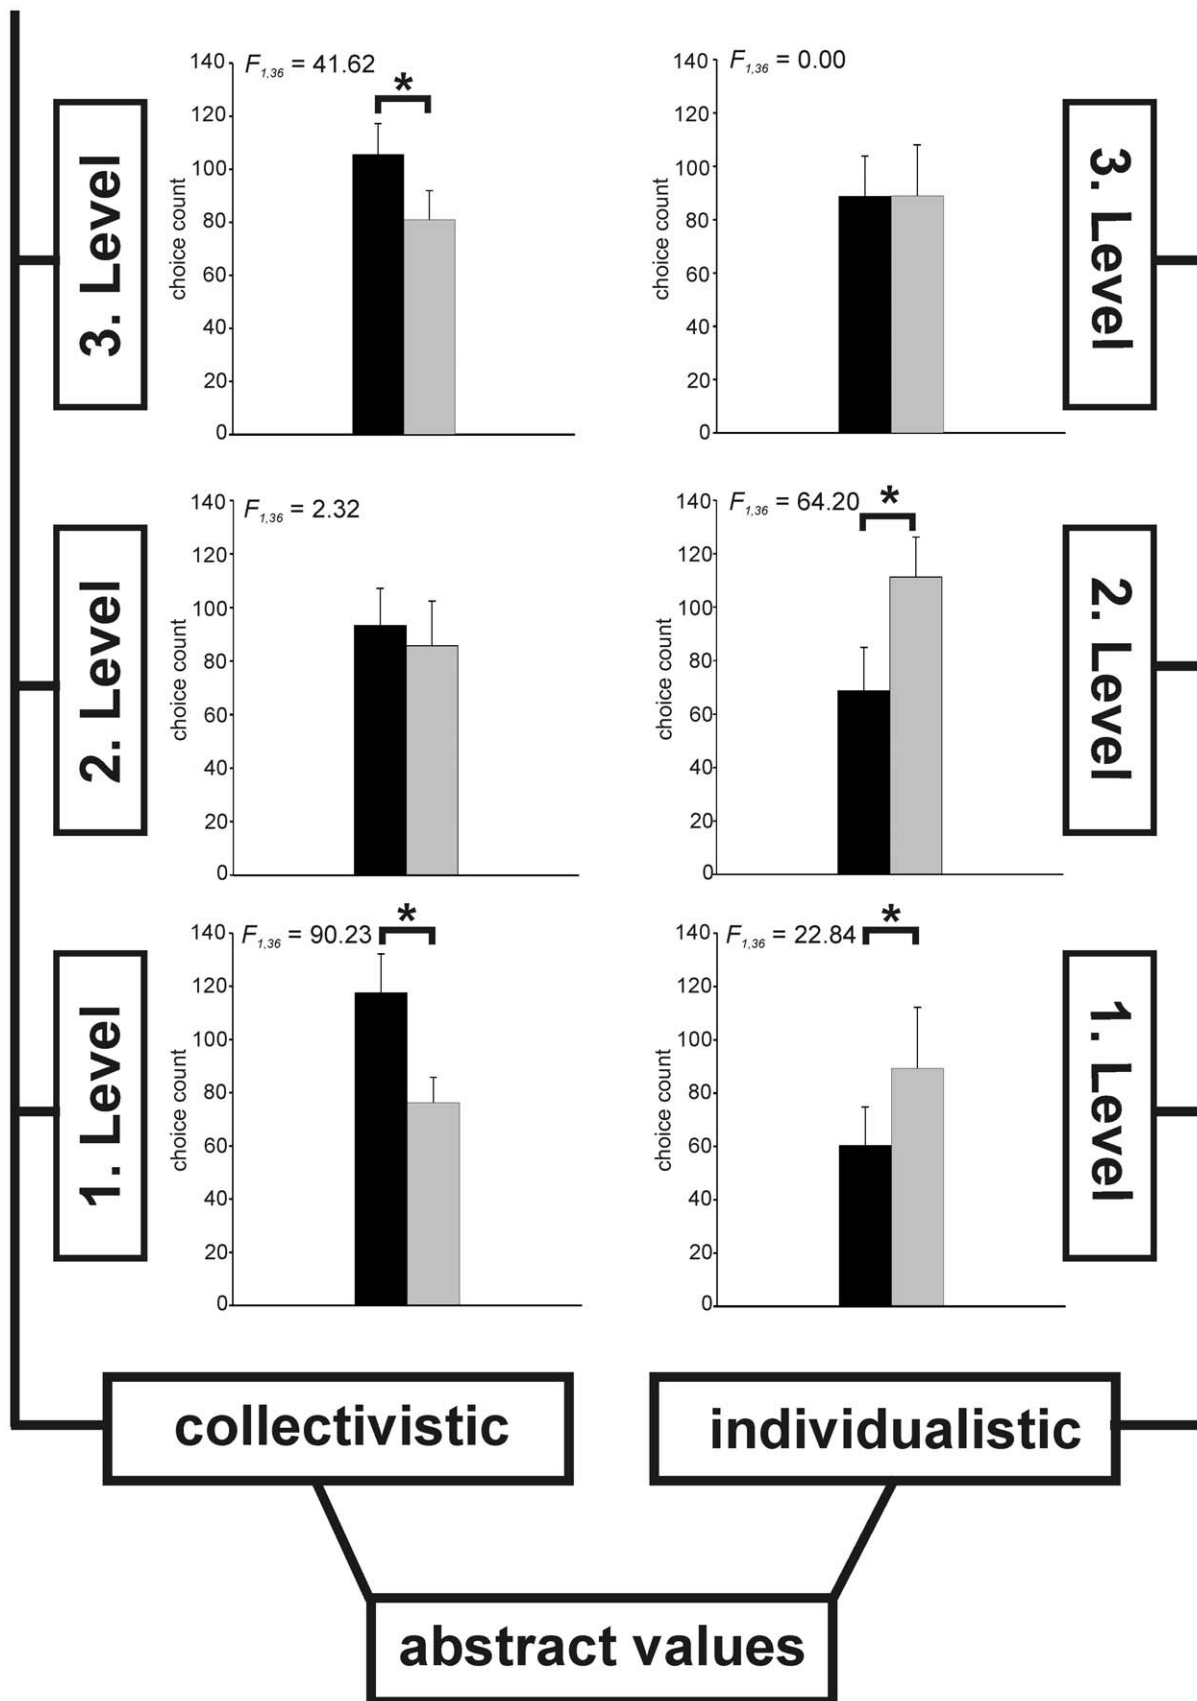 3. Level
F1,36 = 41.62
*
choice count
140
120
100
80
60
40
20
0
F1,36 = 0.00
choice count
140
120
100
80
60
40
20
0
3. Level
2. Level
F1,36 = 2.32
choice count
140
120
100
80
60
40
20
0
F1,36 = 64.20
*
choice count
140
120
100
80
60
40
20
0
2. Level
1. Level
F1,36 = 90.23
*
choice count
140
120
100
80
60
40
20
0
F1,36 = 22.84
*
choice count
140
120
100
80
60
40
20
0
1. Level
collectivistic
individualistic
abstract values